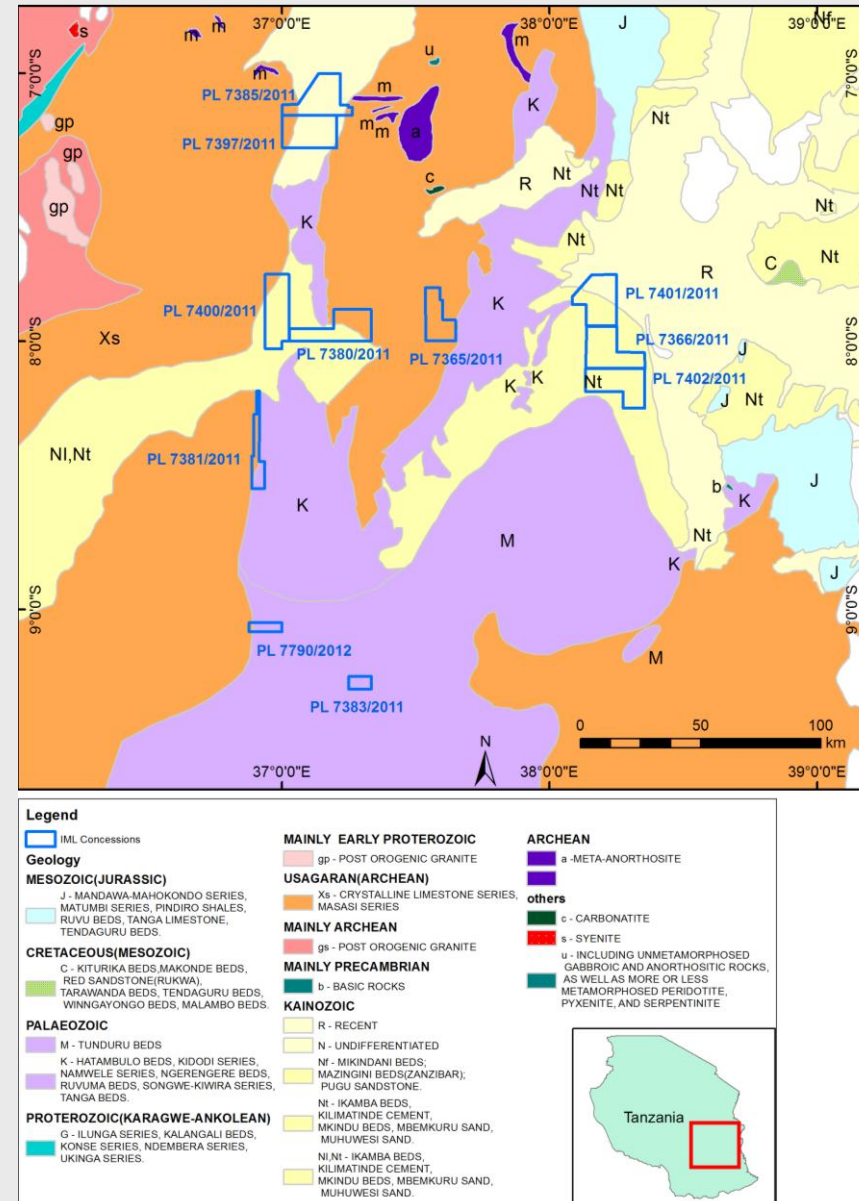 37°0'0"E 38°0'0"E 39°0'0"E
s
m
m
m
J
Nf
u
m
7°0'0"S
7°0'0"S
m
PL 7385/2011
m
K
gp
Nt
PL 7397/2011
m
m
a
gp
Nt
Nt
Nt
c
R
Nt
gp
K
Nt
Nt
C
R
K
PL 7401/2011
PL 7400/2011
Xs
8°0'0"S
8°0'0"S
PL 7366/2011
PL 7380/2011
PL 7365/2011
J
K
K
Nt
PL 7402/2011
J
Nt
Nl,Nt
PL 7381/2011
K
b
K
J
M
Nt
K
J
9°0'0"S
9°0'0"S
PL 7790/2012
M
PL 7383/2011
0 50 100
km
N
37°0'0"E 38°0'0"E 39°0'0"E
Legend
IML Concessions
Geology
MESOZOIC(JURASSIC)
J - MANDAWA-MAHOKONDO SERIES,
MATUMBI SERIES, PINDIRO SHALES,
RUVU BEDS, TANGA LIMESTONE,
TENDAGURU BEDS.
CRETACEOUS(MESOZOIC)
C - KITURIKA BEDS,MAKONDE BEDS,
RED SANDSTONE(RUKWA),
TARAWANDA BEDS, TENDAGURU BEDS,
WINNGAYONGO BEDS, MALAMBO BEDS.
PALAEOZOIC
M - TUNDURU BEDS
K - HATAMBULO BEDS, KIDODI SERIES,
NAMWELE SERIES, NGERENGERE BEDS,
RUVUMA BEDS, SONGWE-KIWIRA SERIES,
TANGA BEDS.
PROTEROZOIC(KARAGWE-ANKOLEAN)
G - ILUNGA SERIES, KALANGALI BEDS,
KONSE SERIES, NDEMBERA SERIES,
UKINGA SERIES.
MAINLY EARLY PROTEROZOIC
gp - POST OROGENIC GRANITE
USAGARAN(ARCHEAN)
Xs - CRYSTALLINE LIMESTONE SERIES,
MASASI SERIES
MAINLY ARCHEAN
gs - POST OROGENIC GRANITE
MAINLY PRECAMBRIAN
b - BASIC ROCKS
KAINOZOIC
R - RECENT
N - UNDIFFERENTIATED
Nf - MIKINDANI BEDS;
MAZINGINI BEDS(ZANZIBAR);
PUGU SANDSTONE.
Nt - IKAMBA BEDS,
KILIMATINDE CEMENT,
MKINDU BEDS, MBEMKURU SAND,
MUHUWESI SAND.
Nl,Nt - IKAMBA BEDS,
KILIMATINDE CEMENT,
MKINDU BEDS, MBEMKURU SAND,
MUHUWESI SAND.
ARCHEAN
a -META-ANORTHOSITE
others
c - CARBONATITE
s - SYENITE
u - INCLUDING UNMETAMORPHOSED
GABBROIC AND ANORTHOSITIC ROCKS,
AS WELL AS MORE OR LESS
METAMORPHOSED PERIDOTITE,
PYXENITE, AND SERPENTINITE
Tanzania